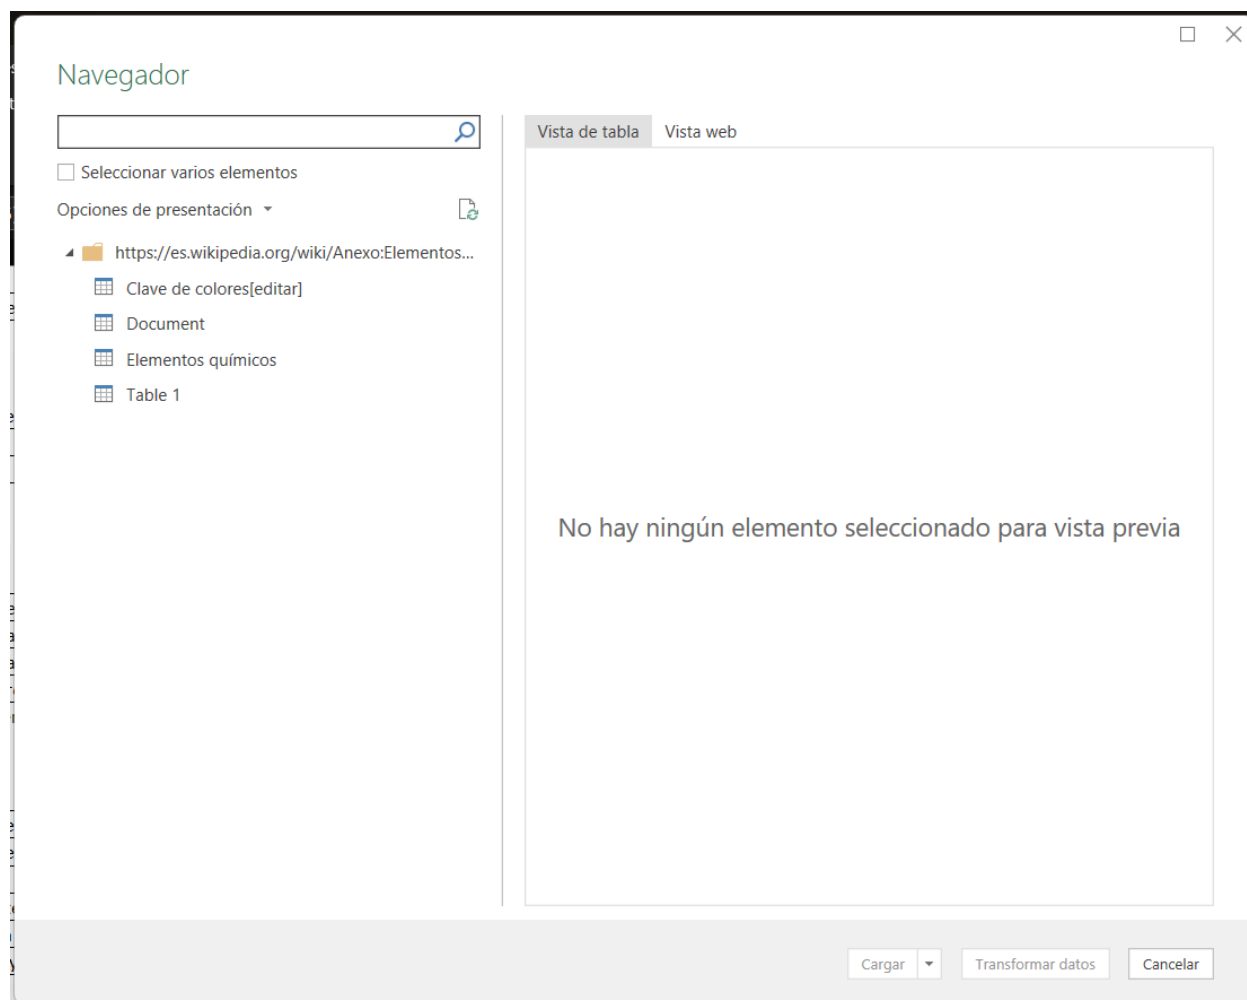 Navegador
Vista de tabla
Vista web
Seleccionar varios elementos
Opciones de presentación
https://es.wikipedia.org/wiki/Anexo:Elementos...
Clave de colores[editar]
Document
Elementos químicos
Table 1
No hay ningún elemento seleccionado para vista previa
Cargar
Transformar datos
Cancelar